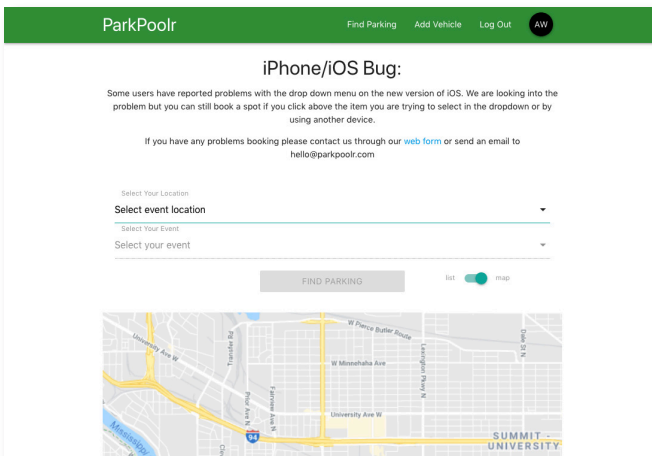 ParkPoolr
Find Parking
Add Vehicle
Log Out
AW
iPhone/iOS Bug:
Some users have reported problems with the drop down menu on the new version of iOS. We are looking into the
problem but you can still book a spot if you click above the item you are trying to select in the dropdown or by
using another device.
If you have any problems booking please contact us through our web form or send an email to
hello@parkpoolr.com
Select Your Location
Select event location
Select Your Event
Select your event
FIND PARKING
list
map
W Pierce Butler Route
University Ave W
Transfer Rd
Dale St N
Lexington Pkwy N
W Minnehaha Ave
Prior Ave N
Fairview Ave N
University Ave W
94
Mississippi
SUMMIT -
UNIVERSITY